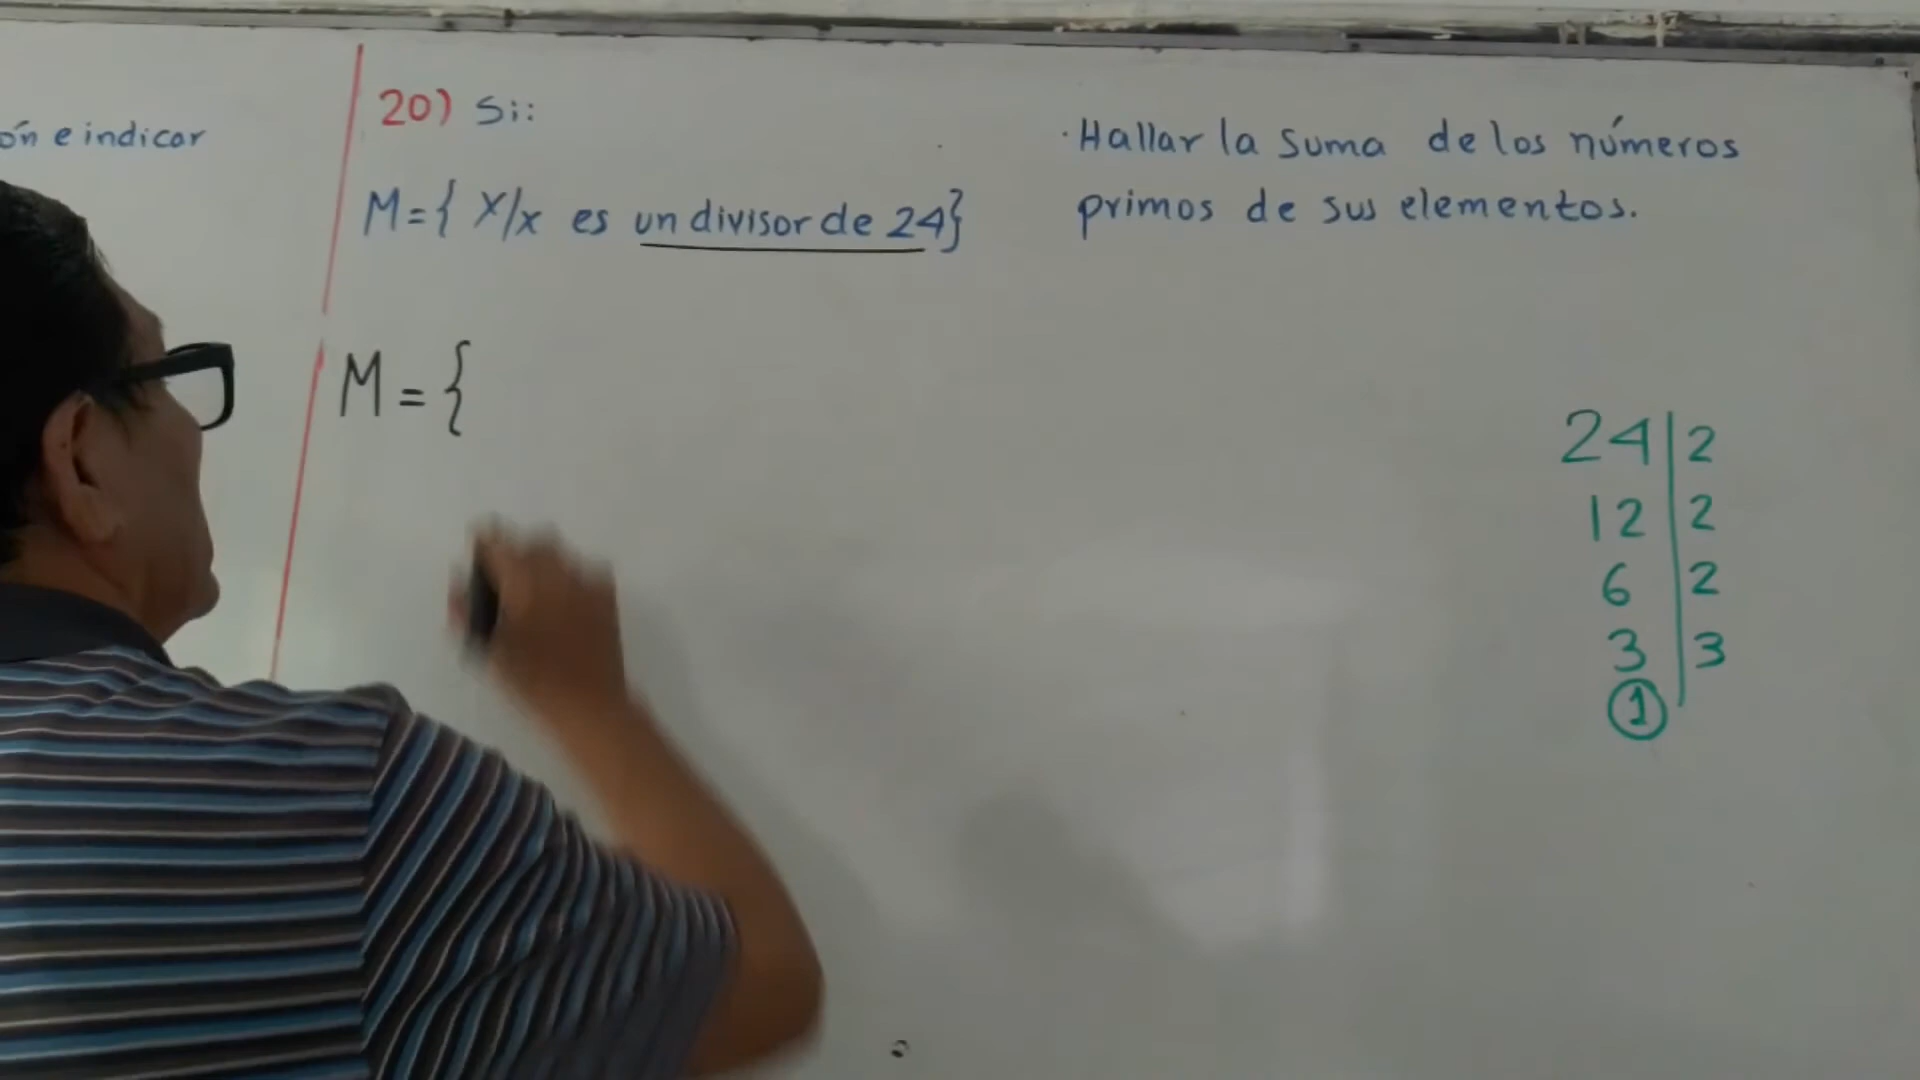 ón e indicar
20) Si:
M={ X/x es un divisor de 24}
M={
·Hallar la suma de los números
primos de sus elementos.
24|2
12|2
6|2
3|3
1